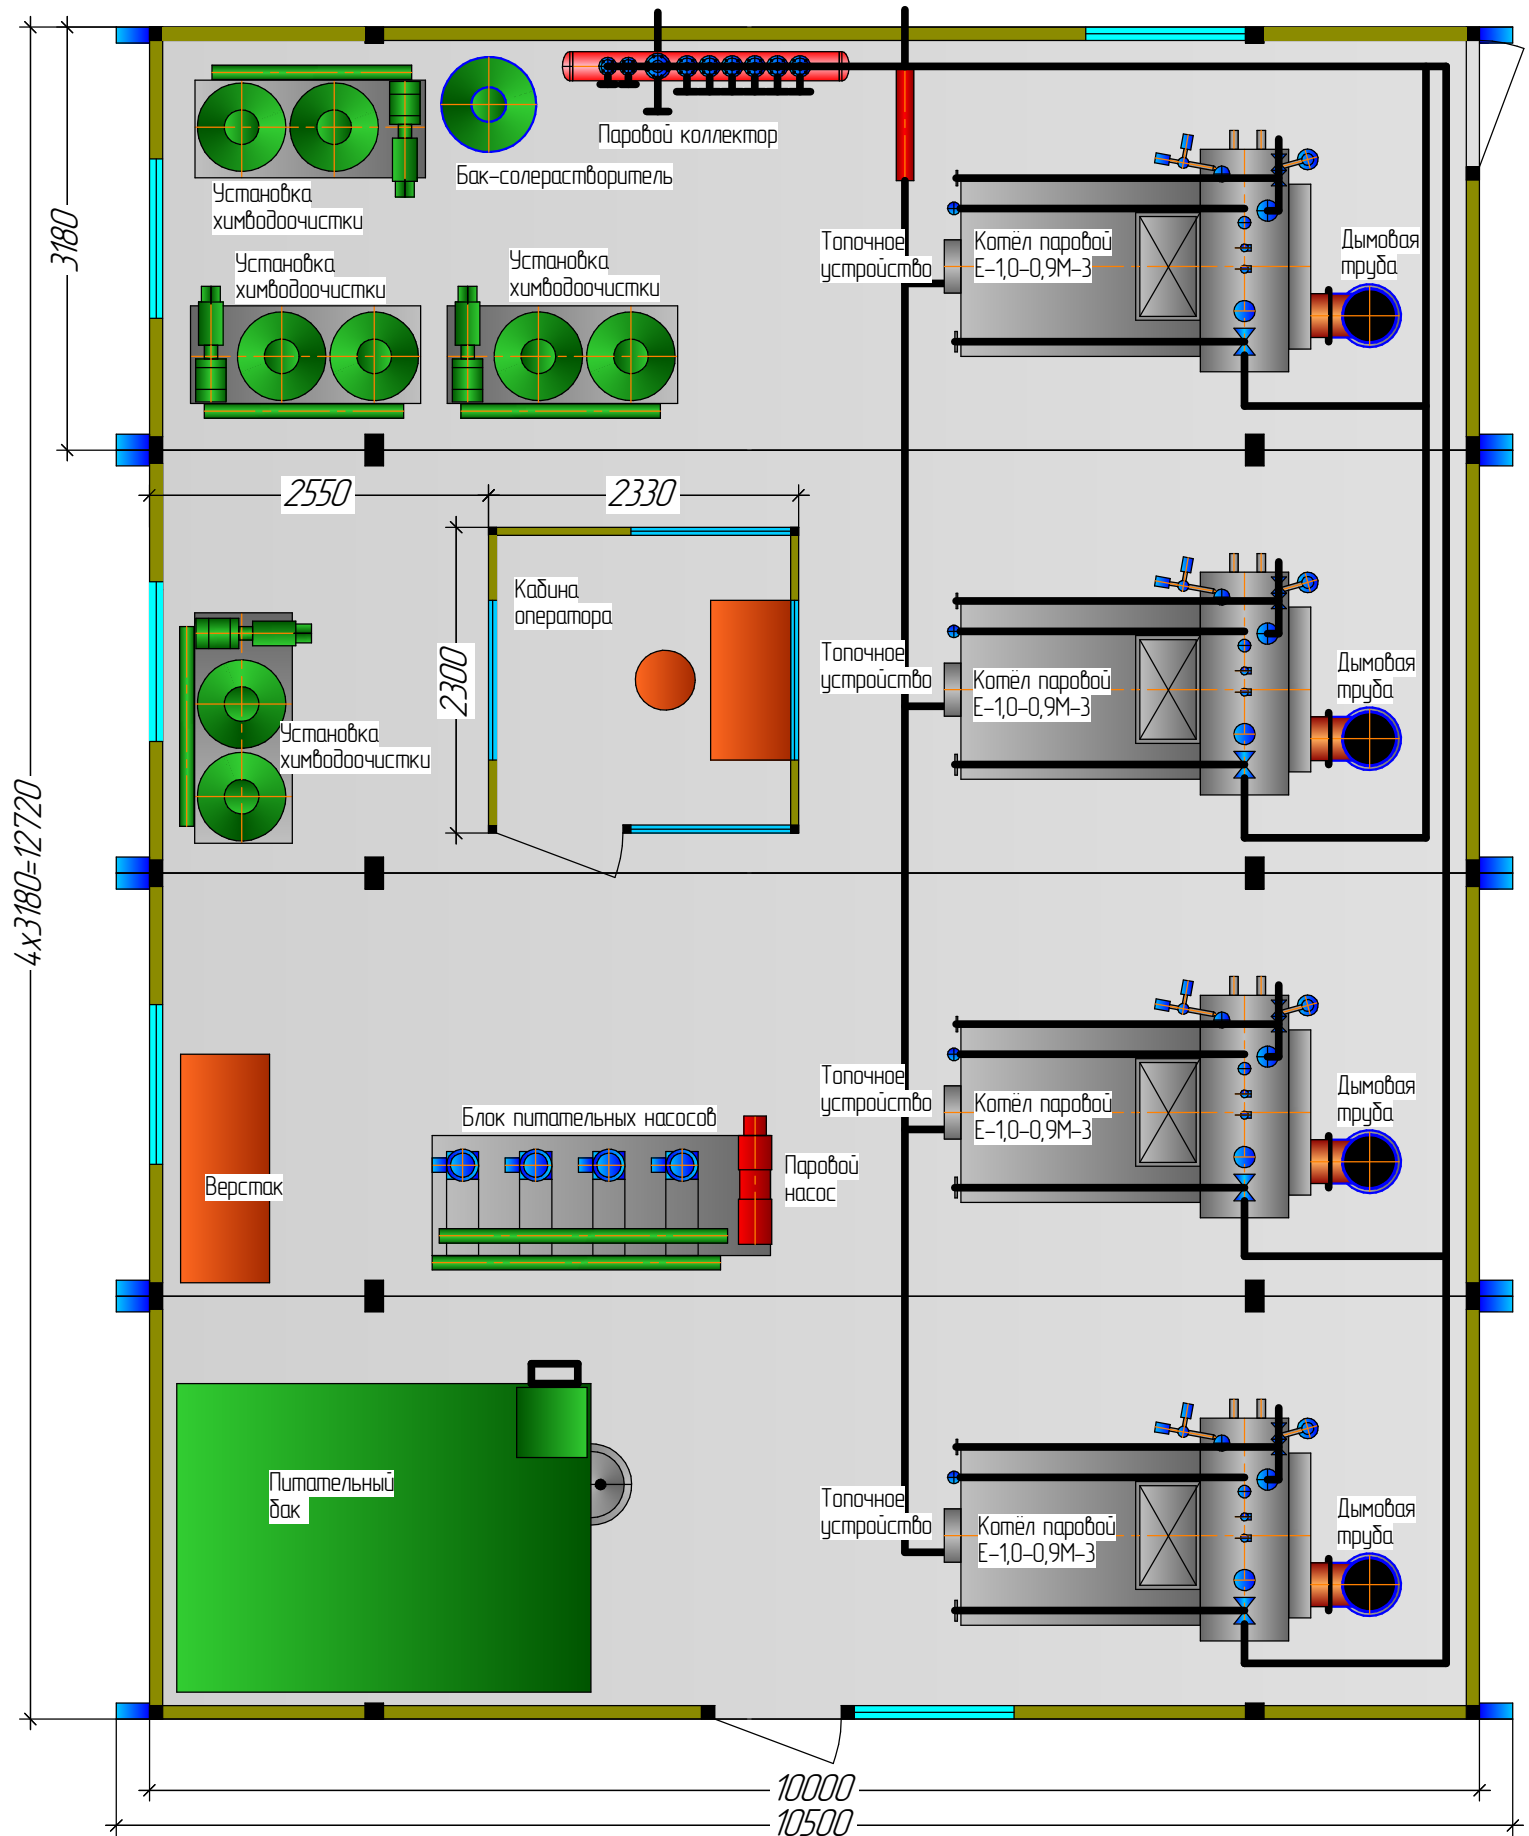 Паровой коллектор
Бак-солерастворитель
Установка
химводоочистки
3180
Топочное
устройство
Котёл паровой
Е-1,0-0,9М-3
Дымовая
труба
Установка
химводоочистки
Установка
химводоочистки
2550
2330
Кабина
оператора
2300
Топочное
устройство
Котёл паровой
Е-1,0-0,9М-3
Дымовая
труба
Установка
химводоочистки
4х3180=12720
Топочное
устройство
Котёл паровой
Е-1,0-0,9М-3
Дымовая
труба
Блок питательных насосов
Паровой
насос
Верстак
Питательный
бак
Топочное
устройство
Котёл паровой
Е-1,0-0,9М-3
Дымовая
труба
10000
10500